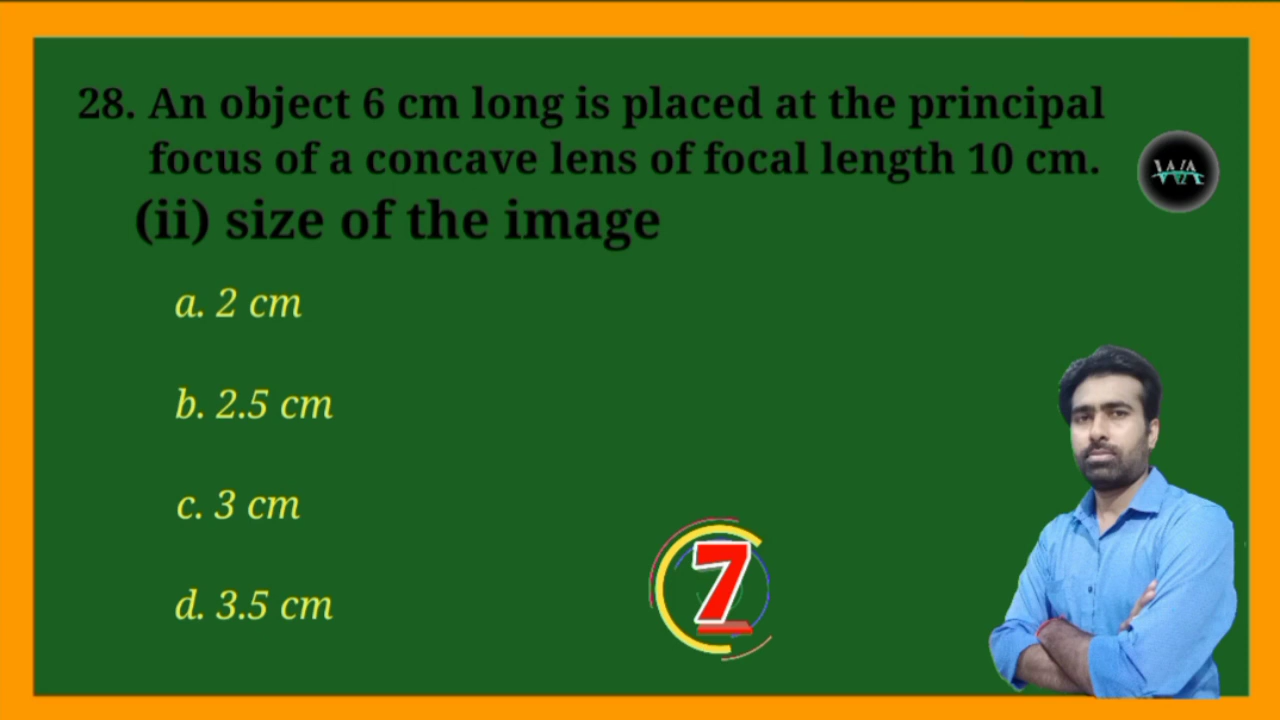 28. An object 6 cm long is placed at the principal
focus of a concave lens of focal length 10 cm.
(ii) size of the image
a. 2 cm
b. 2.5 cm
c. 3 cm
d. 3.5 cm
7